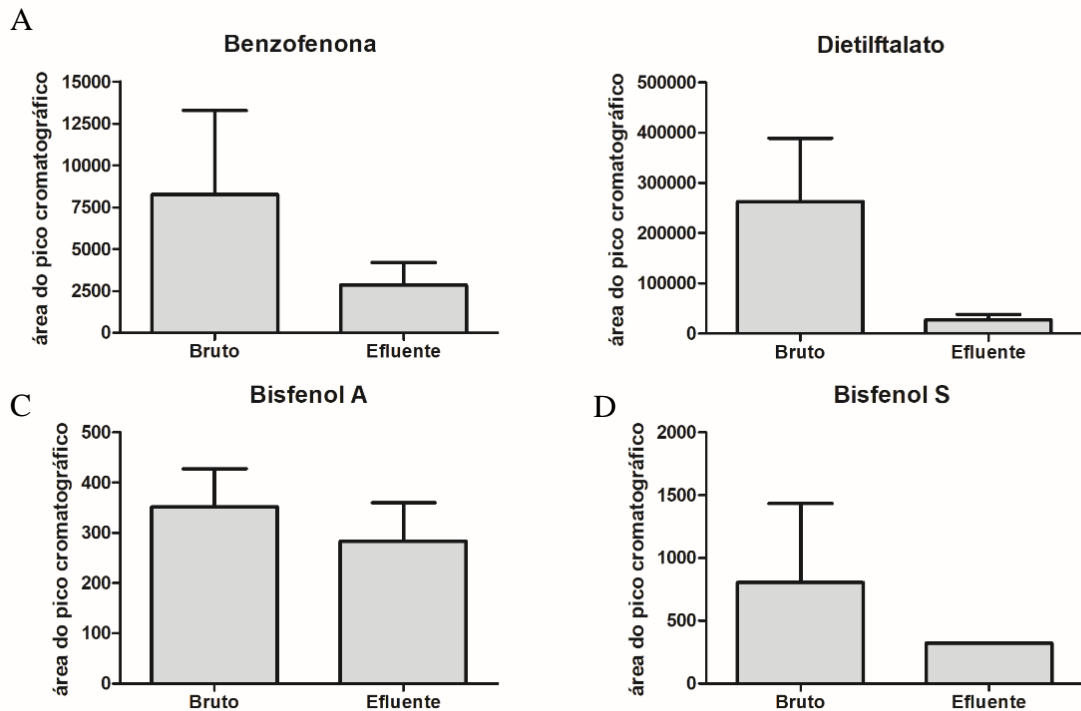 A
Benzofenona
área do pico cromatográfico
15000
12500
10000
7500
5000
2500
0
Bruto
Efluente
Dietilftalato
área do pico cromatográfico
500000
400000
300000
200000
100000
0
Bruto
Efluente
C
Bisfenol A
área do pico cromatográfico
500
400
300
200
100
0
Bruto
Efluente
D
Bisfenol S
área do pico cromatográfico
2000
1500
1000
500
0
Bruto
Efluente